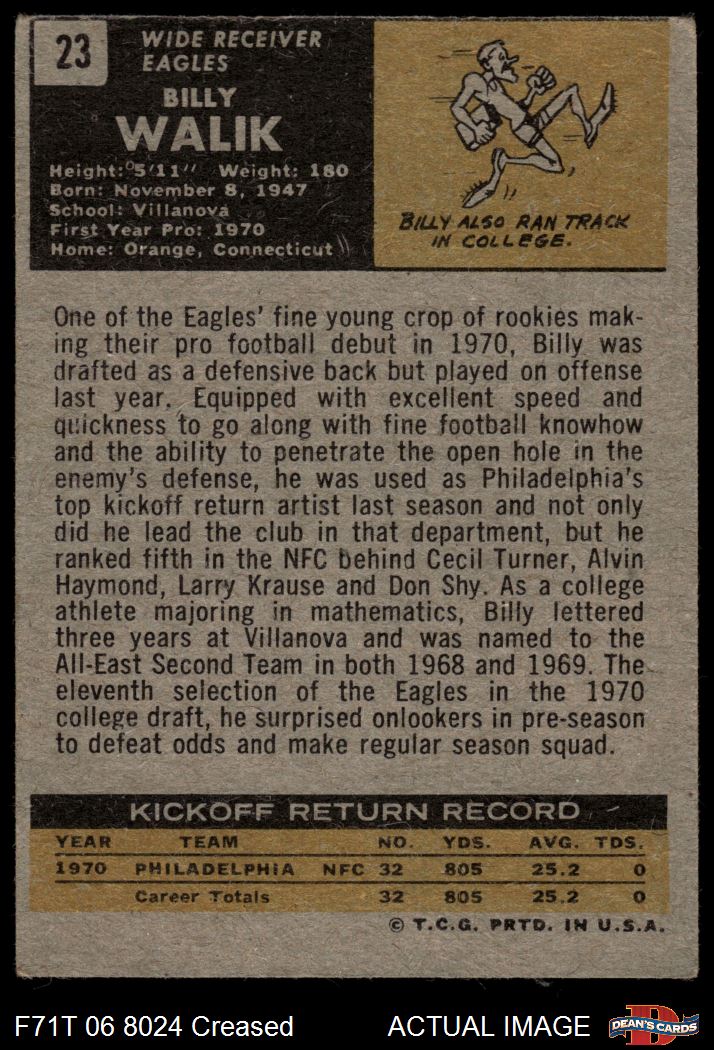 23
WIDE RECEIVER
EAGLES
BILLY
WALIK
Height: 5'11" Weight: 180
Born: November 8, 1947
School: Villanova
First Year Pro: 1970
Home: Orange, Connecticut
BILLY ALSO RAN TRACK
IN COLLEGE.
One of the Eagles' fine young crop of rookies mak-
ing their pro football debut in 1970, Billy was
drafted as a defensive back but played on offense
last year. Equipped with excellent speed and
quickness to go along with fine football knowhow
and the ability to penetrate the open hole in the
enemy's defense, he was used as Philadelphia's
top kickoff return artist last season and not only
did he lead the club in that department, but he
ranked fifth in the NFC behind Cecil Turner, Alvin
Haymond, Larry Krause and Don Shy. As a college
athlete majoring in mathematics, Billy lettered
three years at Villanova and was named to the
All-East Second Team in both 1968 and 1969. The
eleventh selection of the Eagles in the 1970
college draft, he surprised onlookers in pre-season
to defeat odds and make regular season squad.
KICKOFF RETURN RECORD
YEAR TEAM NO. YDS. AVG. TDS.
1970 PHILADELPHIA NFC 32 805 25.2 0
Career Totals 32 805 25.2 0
© T.C.G. PRTD. IN U.S.A.
F71T 06 8024 Creased ACTUAL IMAGE
D
DEAN'S CARDS